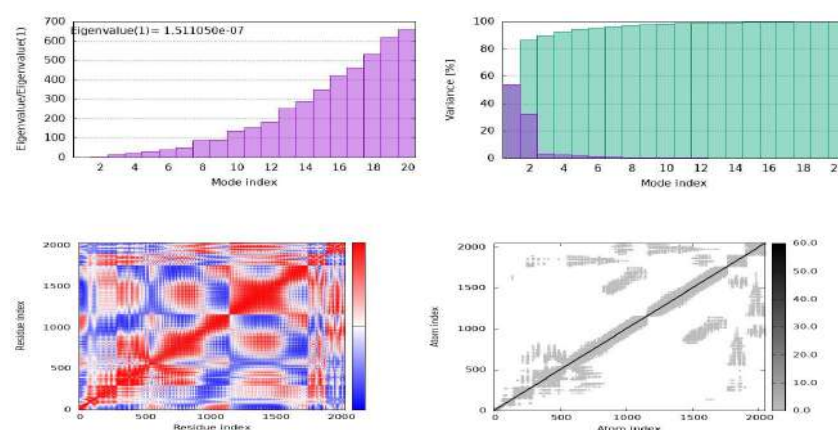 Eigenvalue(1)= 1.511050e-07
Eigenvalue/Eigenvalue(1)
700
600
500
400
300
200
100
0
2 4 6 8 10 12 14 16 18 20
Mode index
Variance [%]
100
80
60
40
20
0
2 4 6 8 10 12 14 16 18 2
Mode index
Residue index
2000
1500
1000
500
0
0 500 1000 1500 2000
Residue index
Atom index
2000
1500
1000
500
0
0 500 1000 1500 2000
Atom index
60.0
50.0
40.0
30.0
20.0
10.0
0.0